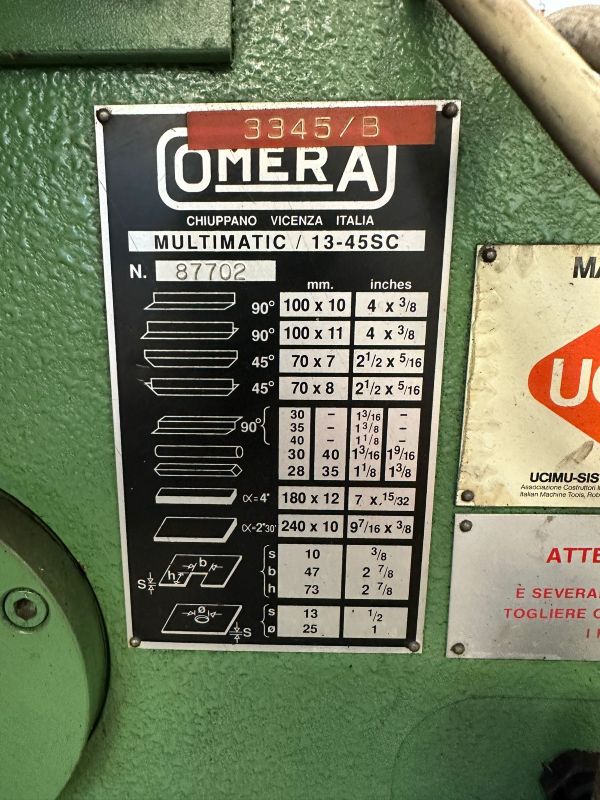 3345/B
OMERA
CHIUPPANO VICENZA ITALIA
MULTIMATIC / 13-45SC
N. 87702
mm. inches
90° 100 x 10 4 x 3/8
90° 100 x 11 4 x 3/8
45° 70 x 7 2 1/2 x 5/16
45° 70 x 8 2 1/2 x 5/16
30 – 1 3/16 –
90° 35 – 1 3/8 –
40 – 1 1/8 –
30 40 1 3/16 1 9/16
28 35 1 1/8 1 3/8
α=4° 180 x 12 7 x 15/32
α=2°30' 240 x 10 9 7/16 x 3/8
s 10 3/8
b b 47 2 7/8
S h h 73 2 7/8
ø s 13 1/2
S ø 25 1
MA
UC
UCIMU-SIS
Associazione Costruttori I
Italian Machine Tools, Rob
ATTE
È SEVERA
TOGLIERE
I